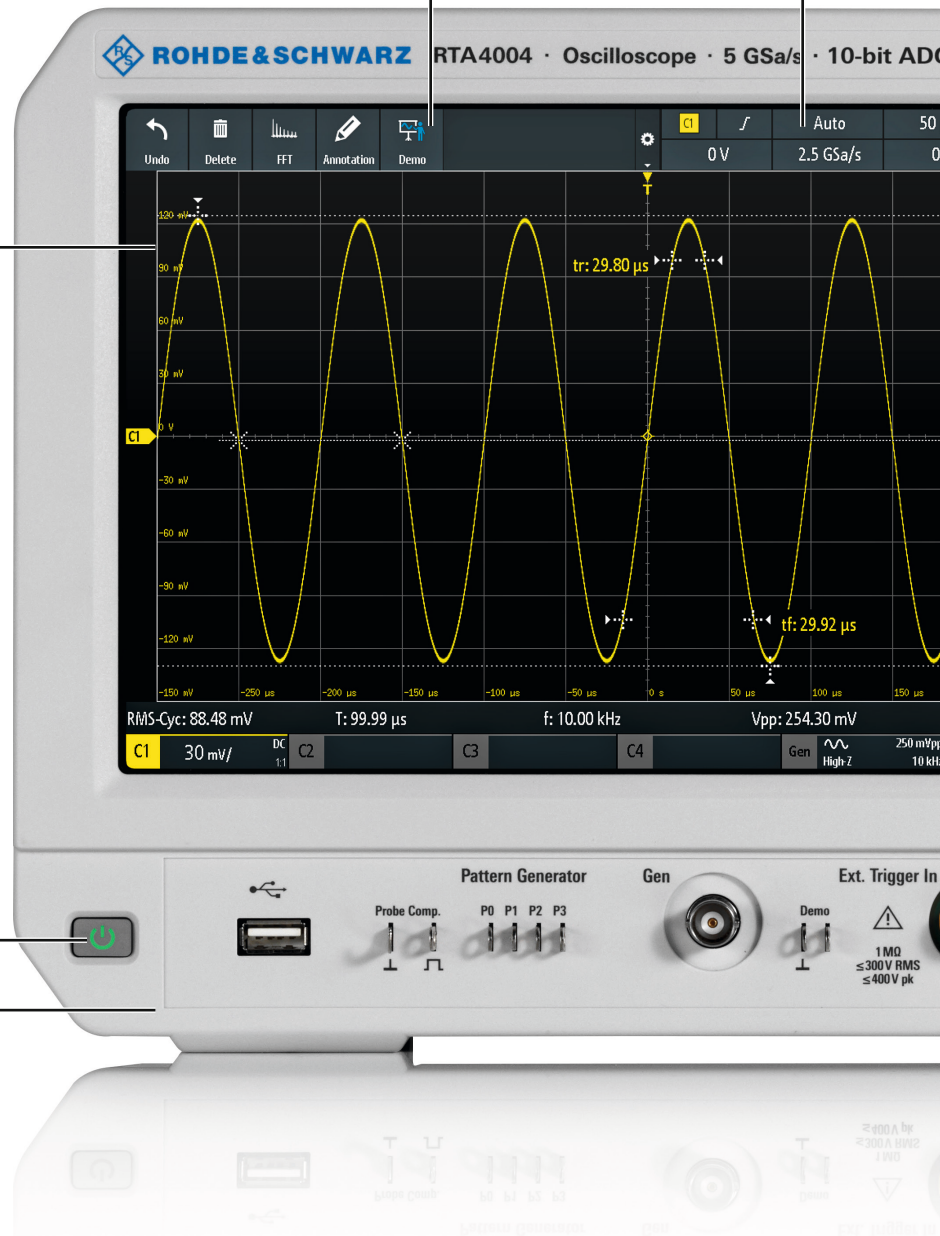 ROHDE&SCHWARZ RTA4004 · Oscilloscope · 5 GSa/s · 10-bit ADC
Undo Delete FFT Annotation Demo
C1 Auto 50
0 V 2.5 GSa/s 0
T
120 mV
90 mV
tr: 29.80 µs
60 mV
30 mV
C1 0 V
-30 mV
-60 mV
-90 mV
tf: 29.92 µs
-120 mV
-150 mV -250 µs -200 µs -150 µs -100 µs -50 µs 0 s 50 µs 100 µs 150 µs
RMS-Cyc: 88.48 mV T: 99.99 µs f: 10.00 kHz Vpp: 254.30 mV
C1 30 mV/ DC 1:1 C2 C3 C4 Gen High-Z 250 mVpp 10 kHz
Pattern Generator Gen Ext. Trigger In
Probe Comp. P0 P1 P2 P3 Demo
1 MΩ
≤300 V RMS
≤400 V pk